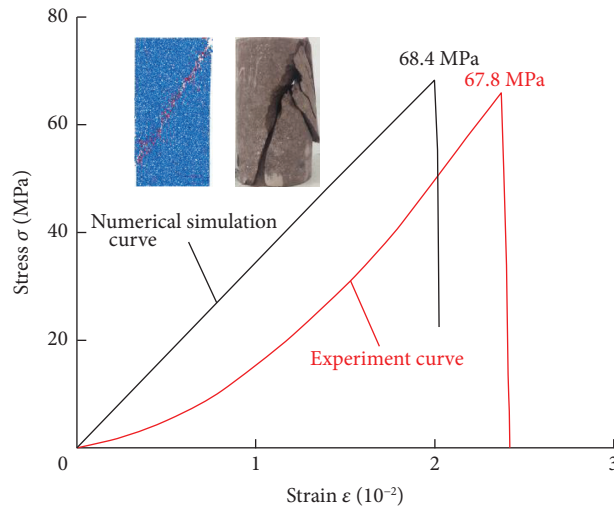 80
60
40
20
0
1
2
3
Stress σ (MPa)
Strain ε (10⁻²)
68.4 MPa
67.8 MPa
Numerical simulation
curve
Experiment curve